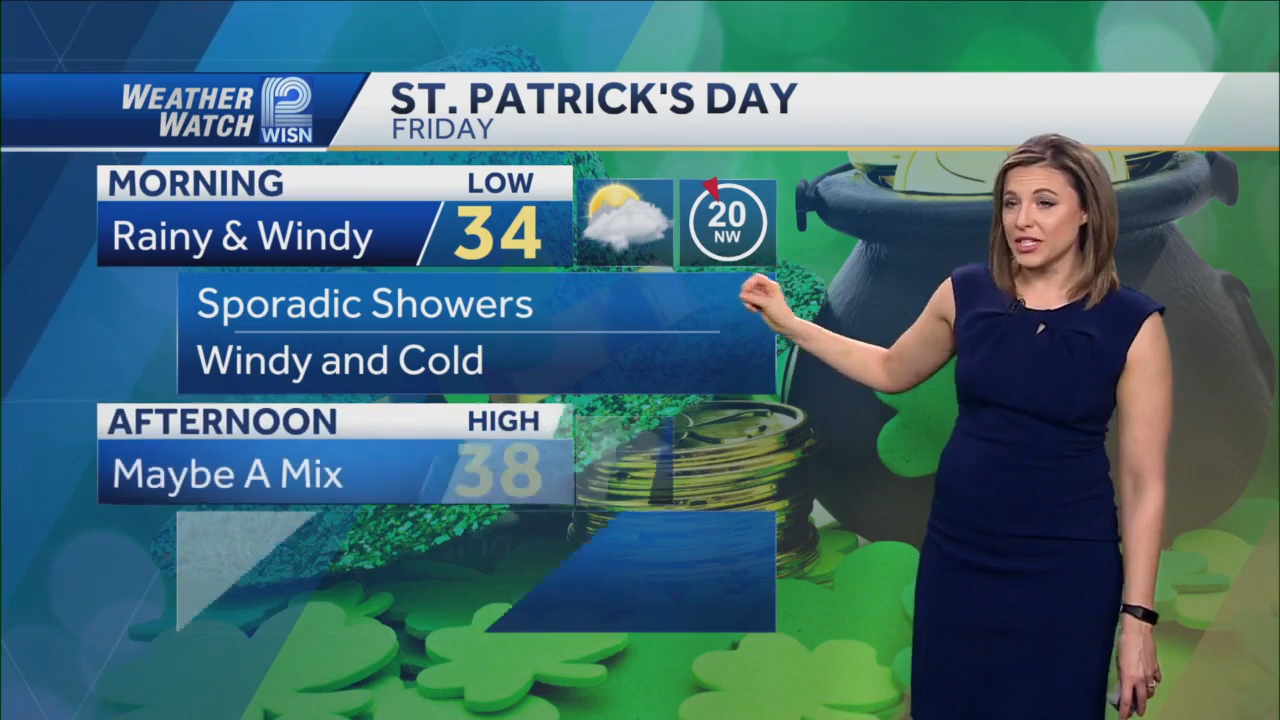 WEATHER
WATCH
12
WISN
ST. PATRICK'S DAY
FRIDAY
MORNING LOW
Rainy & Windy 34
20
NW
Sporadic Showers
Windy and Cold
AFTERNOON HIGH
Maybe A Mix 38